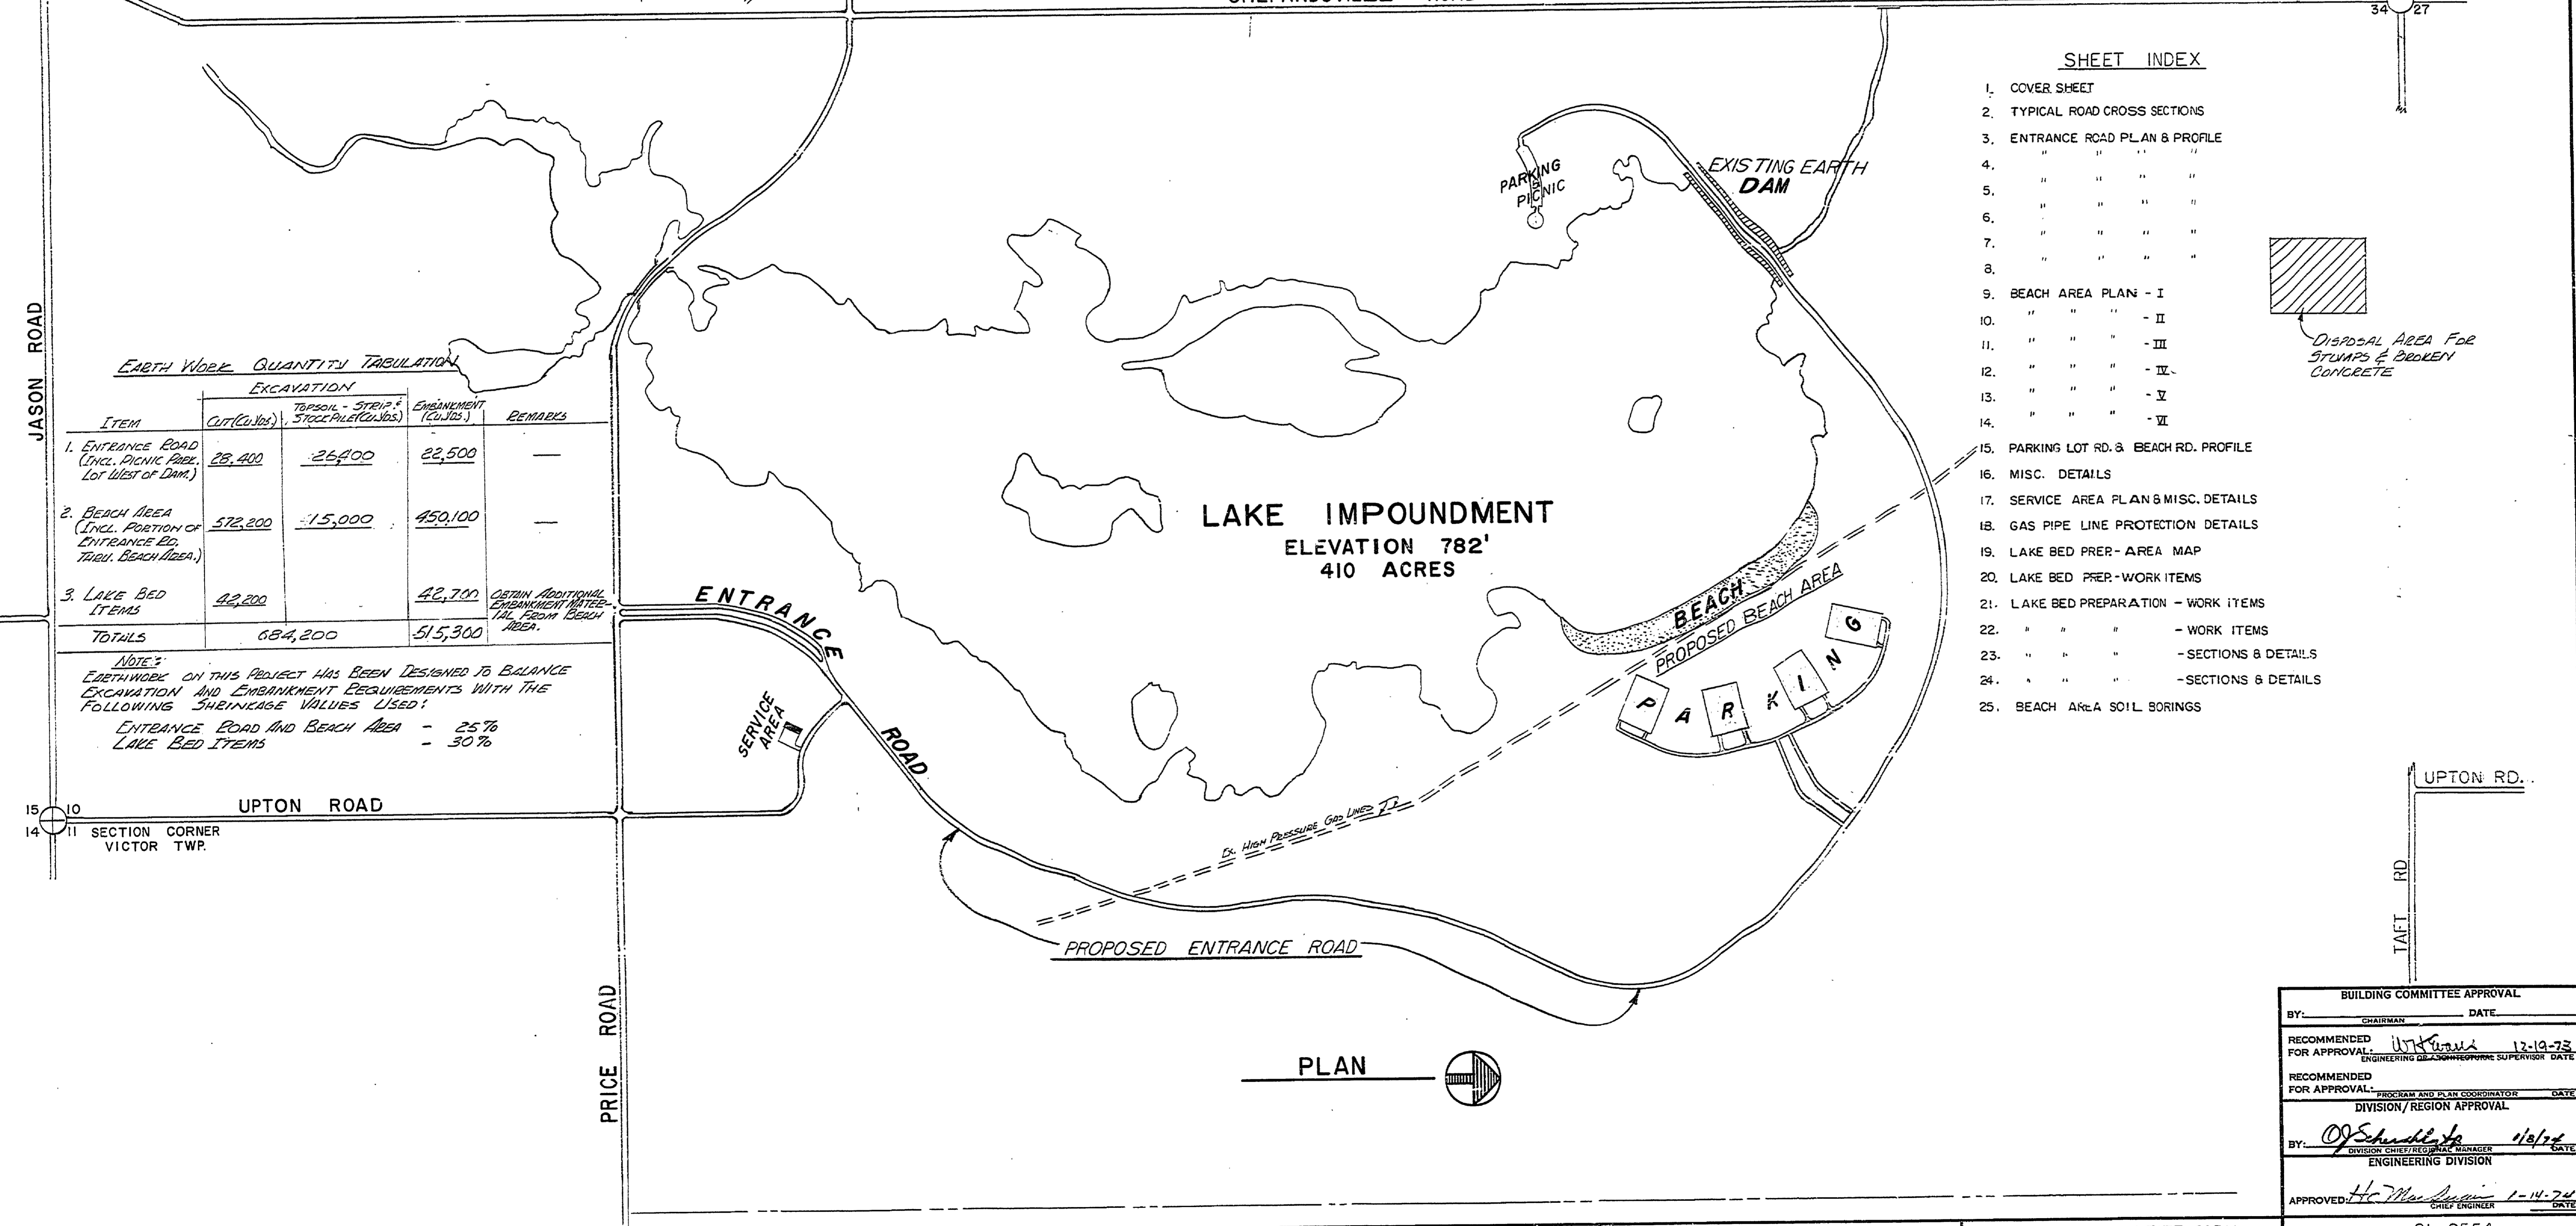 34 27
SHEET INDEX
1. COVER SHEET
2. TYPICAL ROAD CROSS SECTIONS
3. ENTRANCE ROAD PLAN & PROFILE
4. " " " "
5. " " " "
6. " " " "
7. " " " "
8. " " " "
9. BEACH AREA PLAN - I
10. " " " - II
11. " " " - III
12. " " " - IV
13. " " " - V
14. " " " - VI
15. PARKING LOT RD. & BEACH RD. PROFILE
16. MISC. DETAILS
17. SERVICE AREA PLAN & MISC. DETAILS
18. GAS PIPE LINE PROTECTION DETAILS
19. LAKE BED PREP. - AREA MAP
20. LAKE BED PREP. - WORK ITEMS
21. LAKE BED PREPARATION - WORK ITEMS
22. " " " - WORK ITEMS
23. " " " - SECTIONS & DETAILS
24. " " " - SECTIONS & DETAILS
25. BEACH AREA SOIL BORINGS
DISPOSAL AREA FOR
STUMPS & BROKEN
CONCRETE
PARKING
&
PICNIC
EXISTING EARTH
DAM
JASON ROAD
EARTH WORK QUANTITY TABULATION
EXCAVATION
ITEM CUT (CU.YDS.) TOPSOIL - STRIP & STOCKPILE (CU.YDS.) EMBANKMENT (CU.YDS.) REMARKS
1. ENTRANCE ROAD 28,400 26,400 22,500 —
(INCL. PICNIC PARK.
LOT WEST OF DAM.)
2. BEACH AREA 572,200 15,000 450,100 —
(INCL. PORTION OF
ENTRANCE RD.
THRU. BEACH AREA.)
3. LAKE BED ITEMS 42,200 42,700 OBTAIN ADDITIONAL
EMBANKMENT MATER-
IAL FROM BEACH
AREA.
TOTALS 684,200 515,300
NOTE:
EARTHWORK ON THIS PROJECT HAS BEEN DESIGNED TO BALANCE
EXCAVATION AND EMBANKMENT REQUIREMENTS WITH THE
FOLLOWING SHRINKAGE VALUES USED:
ENTRANCE ROAD AND BEACH AREA - 25%
LAKE BED ITEMS - 30%
LAKE IMPOUNDMENT
ELEVATION 782'
410 ACRES
BEACH
PROPOSED BEACH AREA
PARKING
ENTRANCE ROAD
SERVICE
AREA
15 10
14 11
SECTION CORNER
VICTOR TWP.
UPTON ROAD
EX. HIGH PRESSURE GAS LINES
PROPOSED ENTRANCE ROAD
PRICE ROAD
PLAN
UPTON RD.
TAFT RD
BUILDING COMMITTEE APPROVAL
BY: DATE
CHAIRMAN
RECOMMENDED
FOR APPROVAL: 12-19-73
ENGINEERING OR ARCHITECTURAL SUPERVISOR DATE
RECOMMENDED
FOR APPROVAL:
PROGRAM AND PLAN COORDINATOR DATE
DIVISION/REGION APPROVAL
BY: 1/8/74
DIVISION CHIEF/REGIONAL MANAGER DATE
ENGINEERING DIVISION
APPROVED: 1-14-74
CHIEF ENGINEER DATE